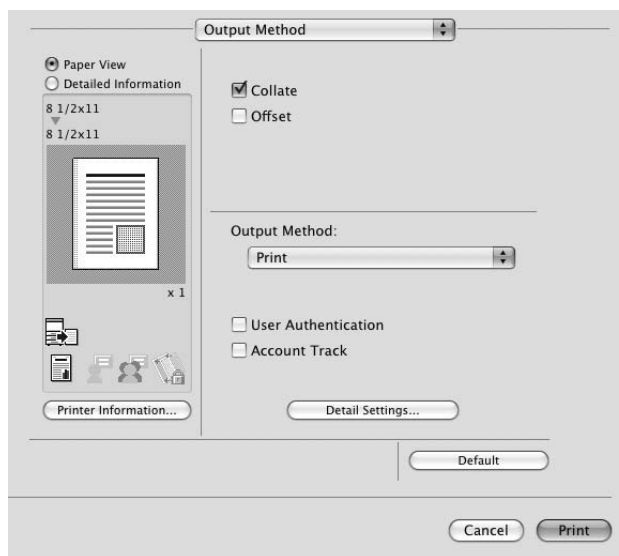 Output Method
Paper View
Detailed Information
8 1/2x11
8 1/2x11
x 1
Printer Information...
Collate
Offset
Output Method:
Print
User Authentication
Account Track
Detail Settings...
Default
Cancel
Print